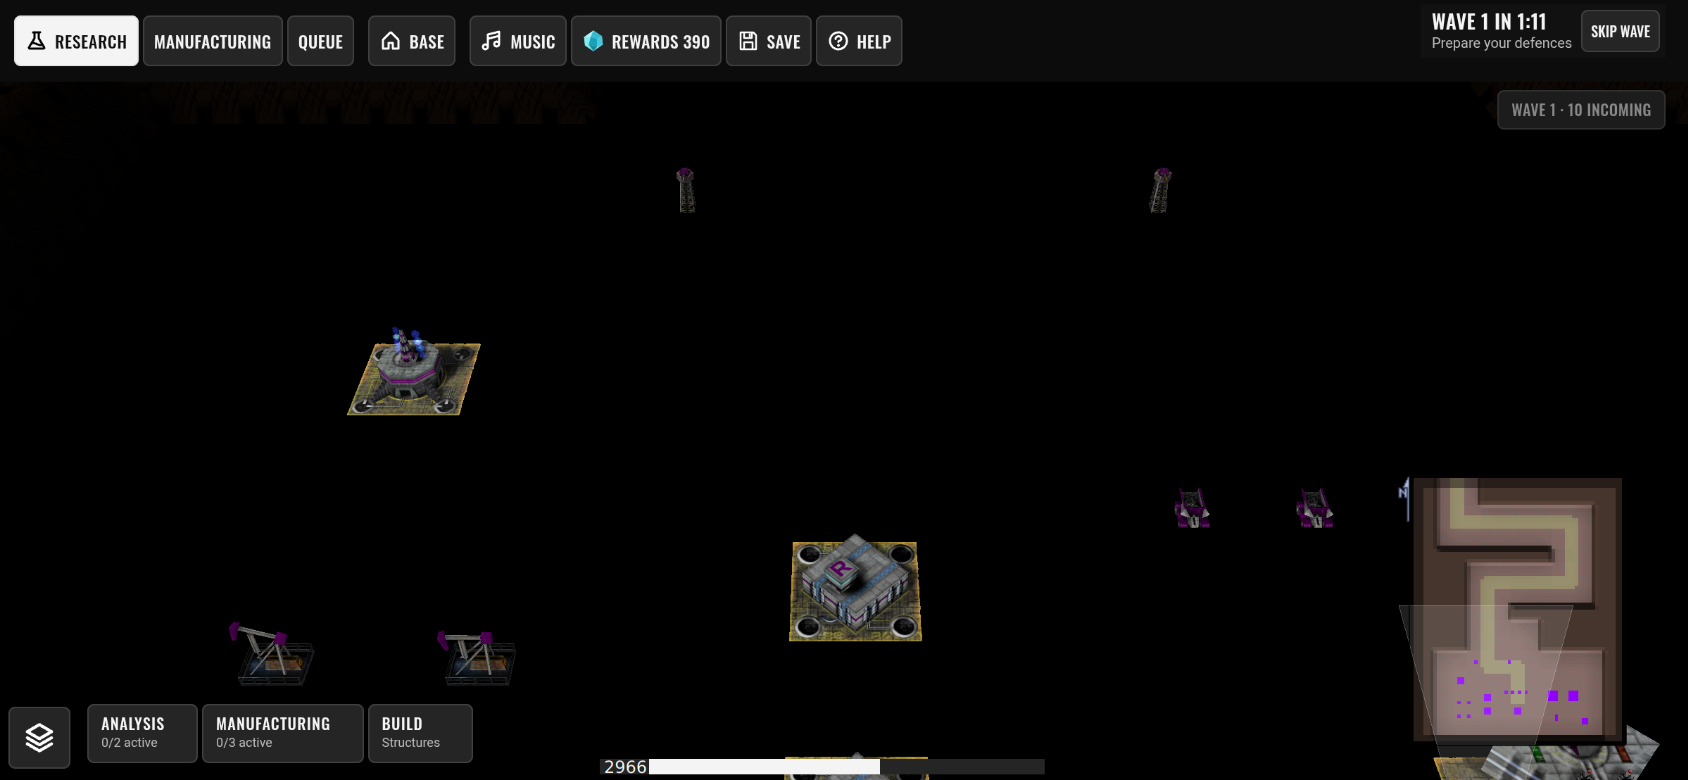 RESEARCH
MANUFACTURING
QUEUE
BASE
MUSIC
REWARDS 390
SAVE
HELP
WAVE 1 IN 1:11
Prepare your defences
SKIP WAVE
WAVE 1 · 10 INCOMING
R
N
ANALYSIS
0/2 active
MANUFACTURING
0/3 active
BUILD
Structures
2966